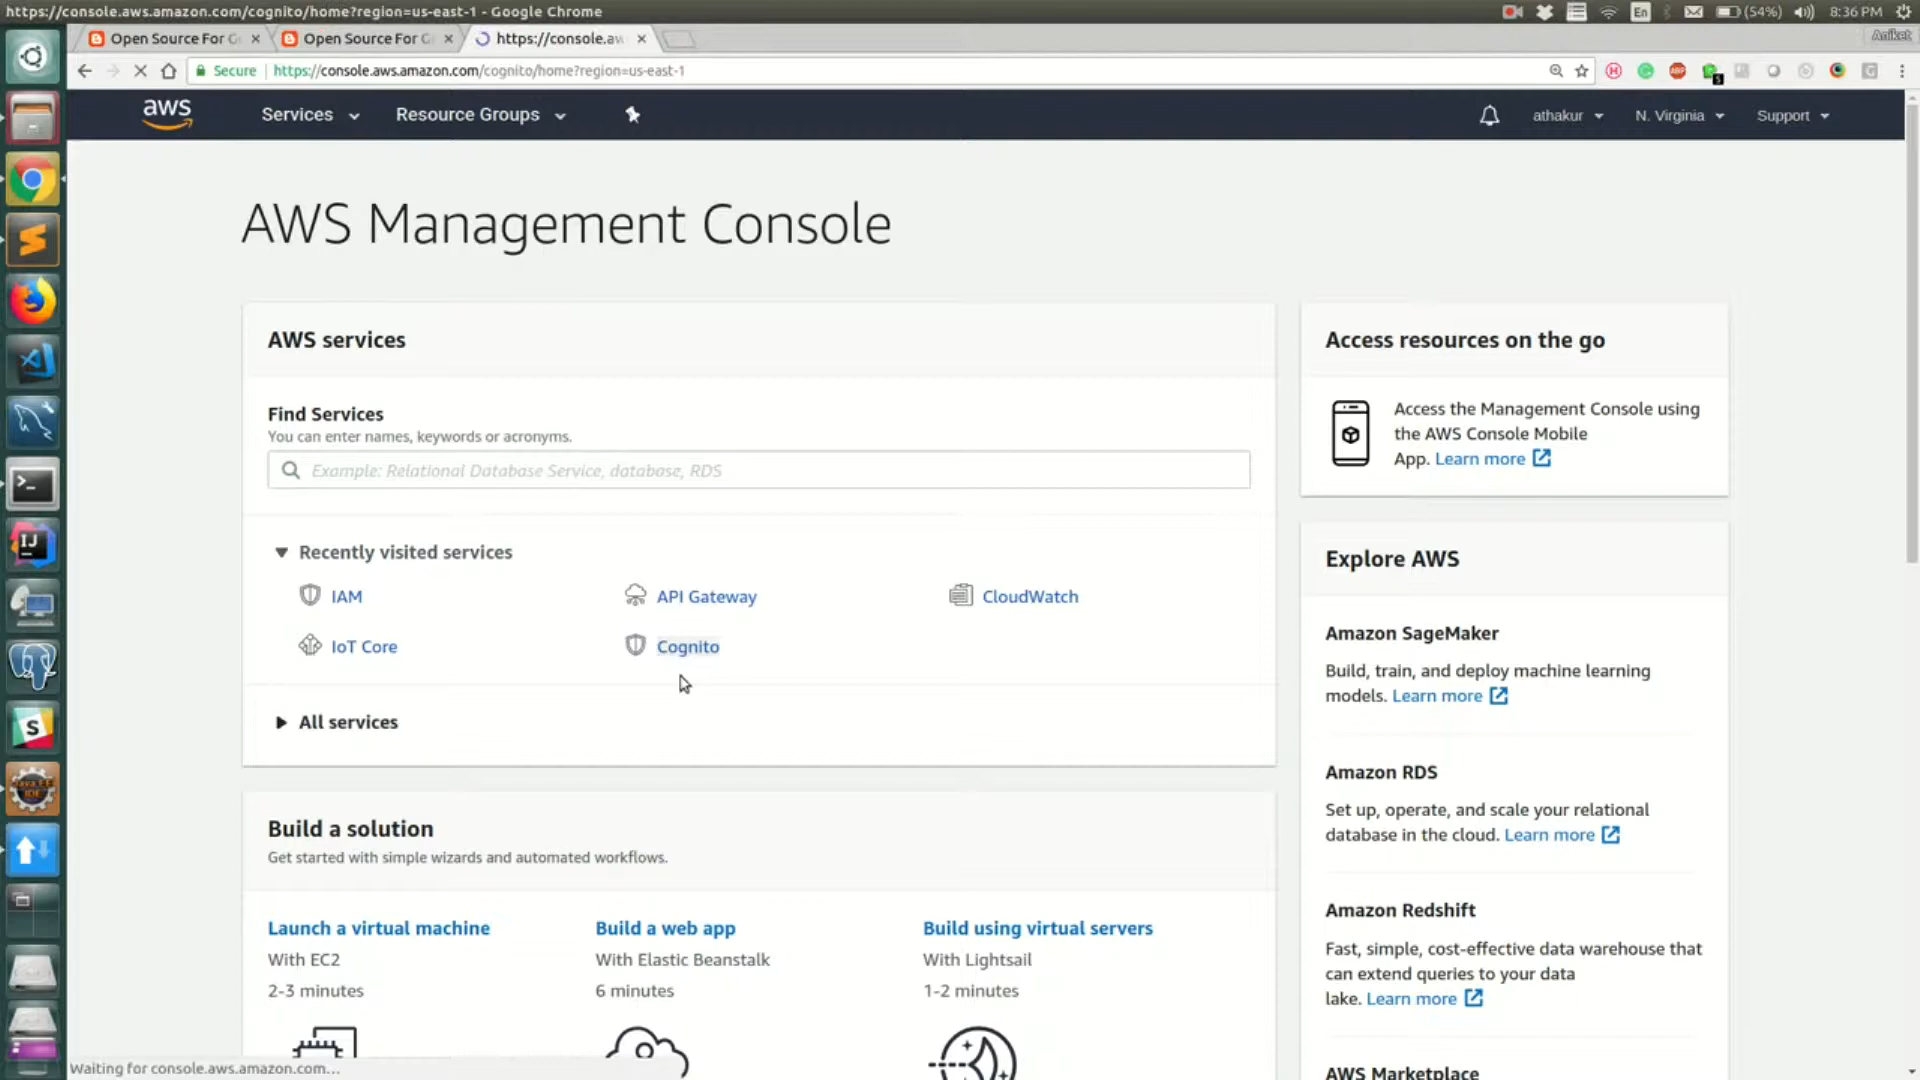 https://console.aws.amazon.com/cognito/home?region=us-east-1 - Google Chrome
En
(54%)
8:36 PM
Open Source For G
Open Source For G
https://console.aw
Aniket
Secure
https://console.aws.amazon.com/cognito/home?region=us-east-1
ABP
aws
Services
Resource Groups
athakur
N. Virginia
Support
AWS Management Console
AWS services
Find Services
You can enter names, keywords or acronyms.
Example: Relational Database Service, database, RDS
Recently visited services
IAM
API Gateway
CloudWatch
IoT Core
Cognito
All services
Build a solution
Get started with simple wizards and automated workflows.
Launch a virtual machine
With EC2
2-3 minutes
Build a web app
With Elastic Beanstalk
6 minutes
Build using virtual servers
With Lightsail
1-2 minutes
Access resources on the go
Access the Management Console using
the AWS Console Mobile
App. Learn more
Explore AWS
Amazon SageMaker
Build, train, and deploy machine learning
models. Learn more
Amazon RDS
Set up, operate, and scale your relational
database in the cloud. Learn more
Amazon Redshift
Fast, simple, cost-effective data warehouse that
can extend queries to your data
lake. Learn more
AWS Marketplace
Waiting for console.aws.amazon.com...
IJ
S
Java EE
IDE